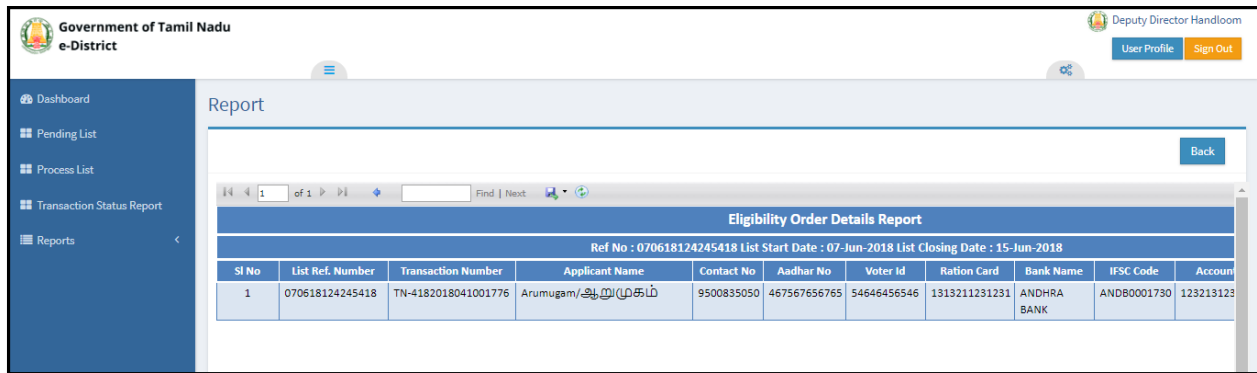 Government of Tamil Nadu
e-District
Deputy Director Handloom
User Profile Sign Out
Dashboard
Pending List
Process List
Transaction Status Report
Reports
Report
Back
1 of 1 Find | Next
Eligibility Order Details Report
Ref No : 070618124245418 List Start Date : 07-Jun-2018 List Closing Date : 15-Jun-2018
Sl No List Ref. Number Transaction Number Applicant Name Contact No Aadhar No Voter Id Ration Card Bank Name IFSC Code Account
1 070618124245418 TN-4182018041001776 Arumugam/ஆறுமுகம் 9500835050 467567656765 54646456546 1313211231231 ANDHRA BANK ANDB0001730 123213123